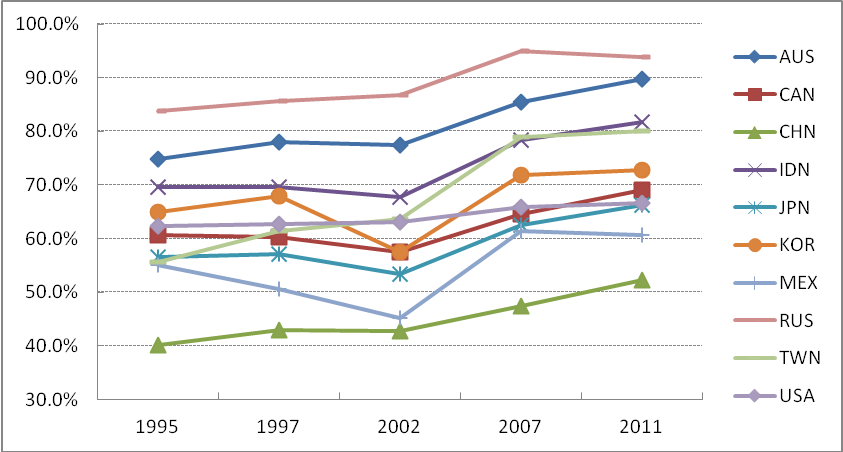 100.0%
90.0%
80.0%
70.0%
60.0%
50.0%
40.0%
30.0%
1995 1997 2002 2007 2011
AUS
CAN
CHN
IDN
JPN
KOR
MEX
RUS
TWN
USA